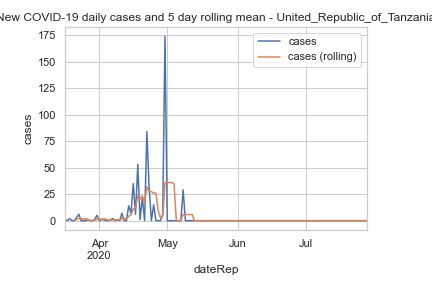 New COVID-19 daily cases and 5 day rolling mean - United_Republic_of_Tanzania
cases
cases (rolling)
175
150
125
100
75
50
25
0
cases
Apr
2020
May
Jun
Jul
dateRep